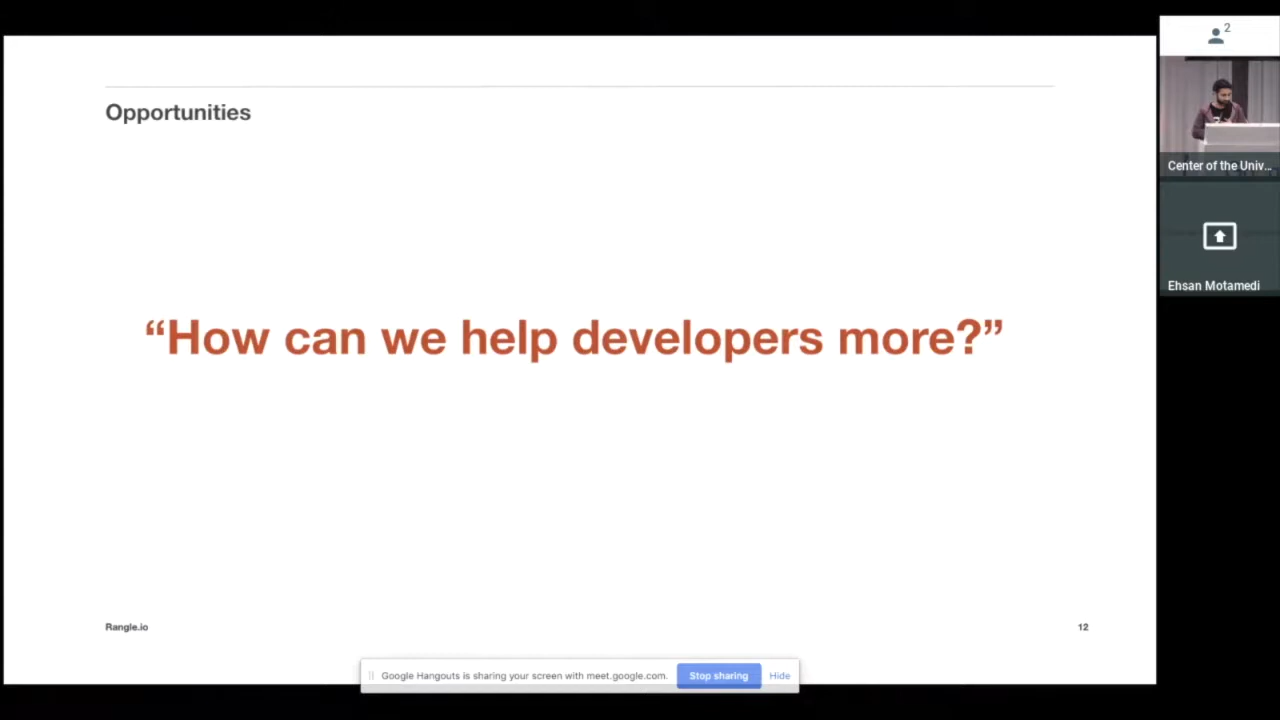 Opportunities
“How can we help developers more?”
Rangle.io
12
Google Hangouts is sharing your screen with meet.google.com.
Stop sharing
Hide
2
Center of the Univ...
Ehsan Motamedi